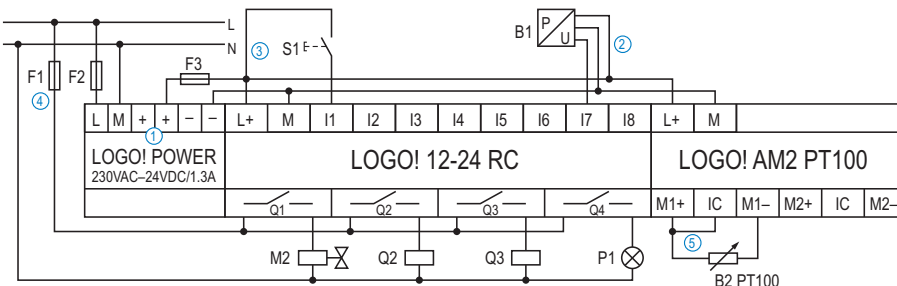 L
N
S1
③
B1
P
U
②
F1
F2
F3
④
L M + + − − L+ M I1 I2 I3 I4 I5 I6 I7 I8 L+ M
①
LOGO! POWER
230VAC–24VDC/1.3A
LOGO! 12-24 RC
LOGO! AM2 PT100
Q1 Q2 Q3 Q4
M1+ IC M1– M2+ IC M2–
⑤
M2 Q2 Q3 P1
B2 PT100